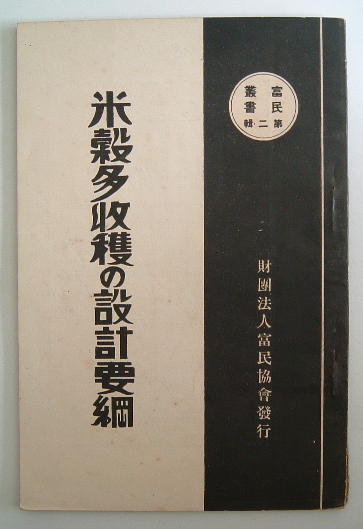 富民
叢書
第二輯
米穀多收穫の設計要綱
財團法人富民協會發行